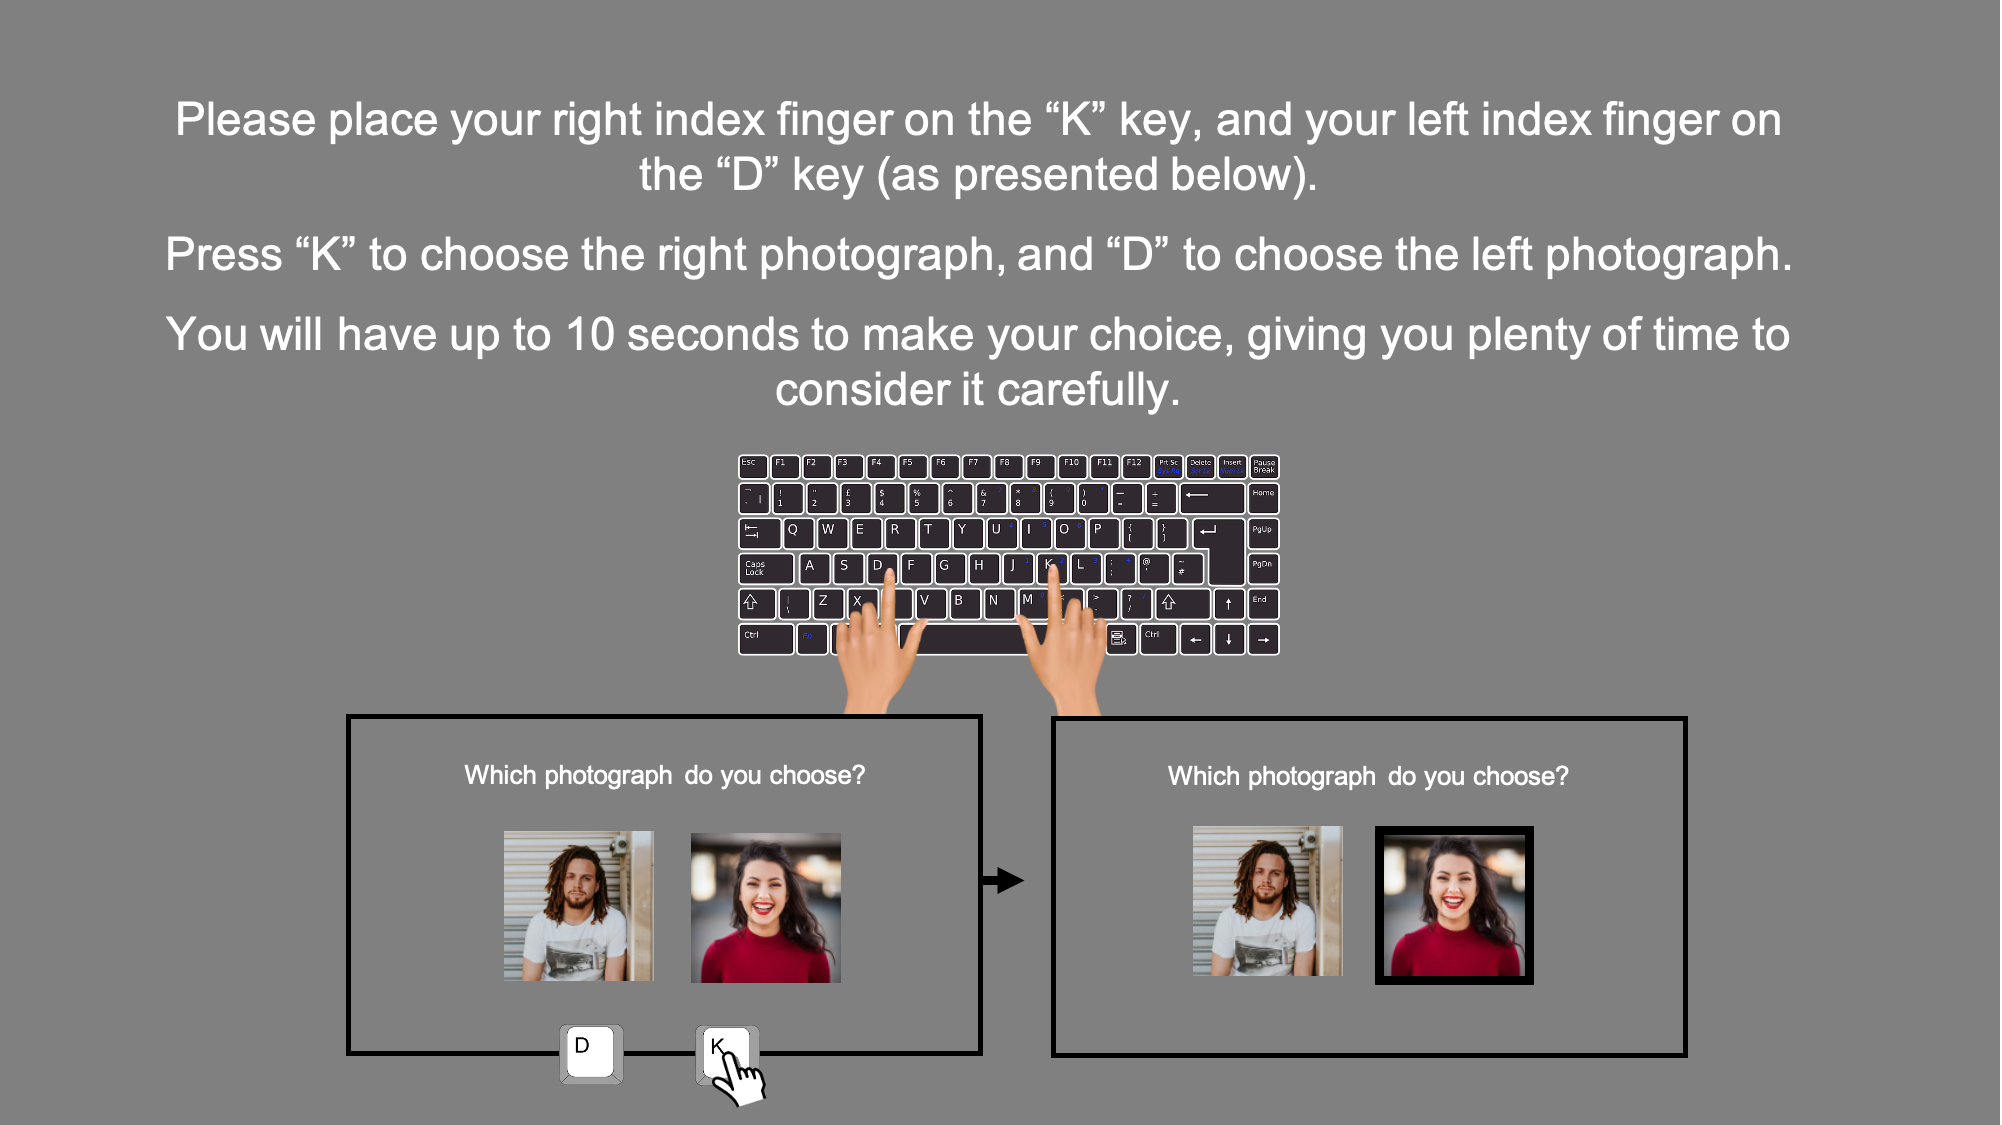 Please place your right index finger on the “K” key, and your left index finger on
the “D” key (as presented below).
Press “K” to choose the right photograph, and “D” to choose the left photograph.
You will have up to 10 seconds to make your choice, giving you plenty of time to
consider it carefully.
Esc F1 F2 F3 F4 F5 F6 F7 F8 F9 F10 F11 F12 Prt Sc Delete Insert Pause Break
! 1 " 2 £ 3 $ 4 % 5 ^ 6 & 7 * 8 ( 9 ) 0 Home
Q W E R T Y U I O P { [ } ] PgUp
Caps Lock A S D F G H J K L : ; @ ' ~ # PgDn
| \ Z X V B N M > ? / End
Ctrl Fn Ctrl
Which photograph do you choose?
D
K
Which photograph do you choose?